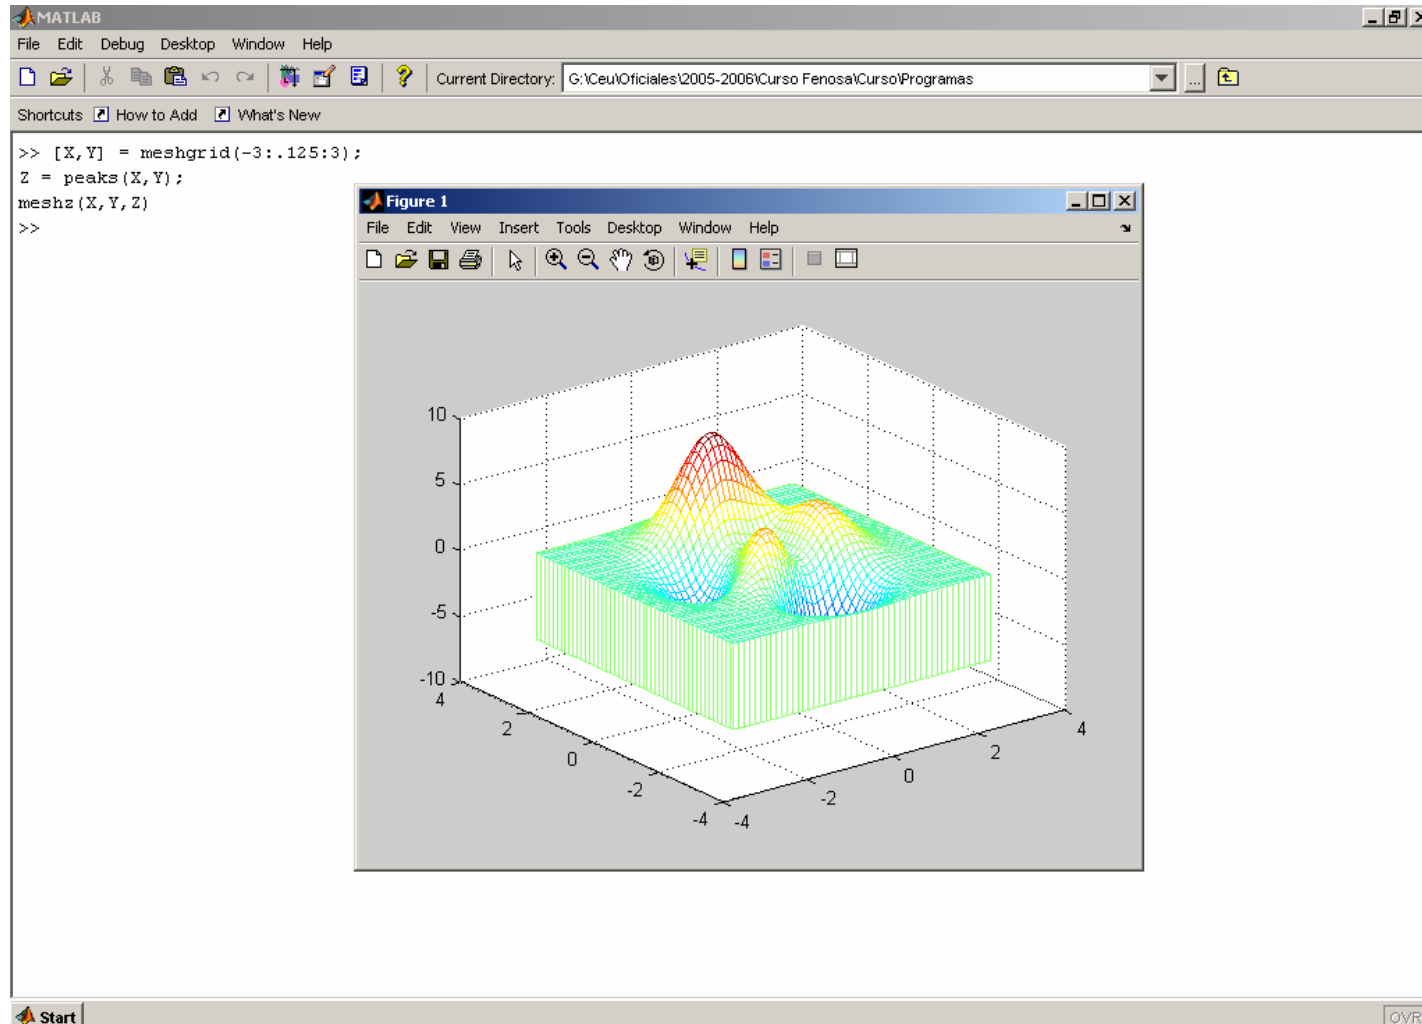 MATLAB
File Edit Debug Desktop Window Help
Current Directory: G:\Ceu\Oficiales\2005-2006\Curso Fenosa\Curso\Programas
...
Shortcuts How to Add What's New
>> [X,Y] = meshgrid(-3:.125:3);
Z = peaks(X,Y);
meshz(X,Y,Z)
>>
Figure 1
File Edit View Insert Tools Desktop Window Help
10
5
0
-5
-10
4
2
0
-2
-4
-4
-2
0
2
4
Start
OVR